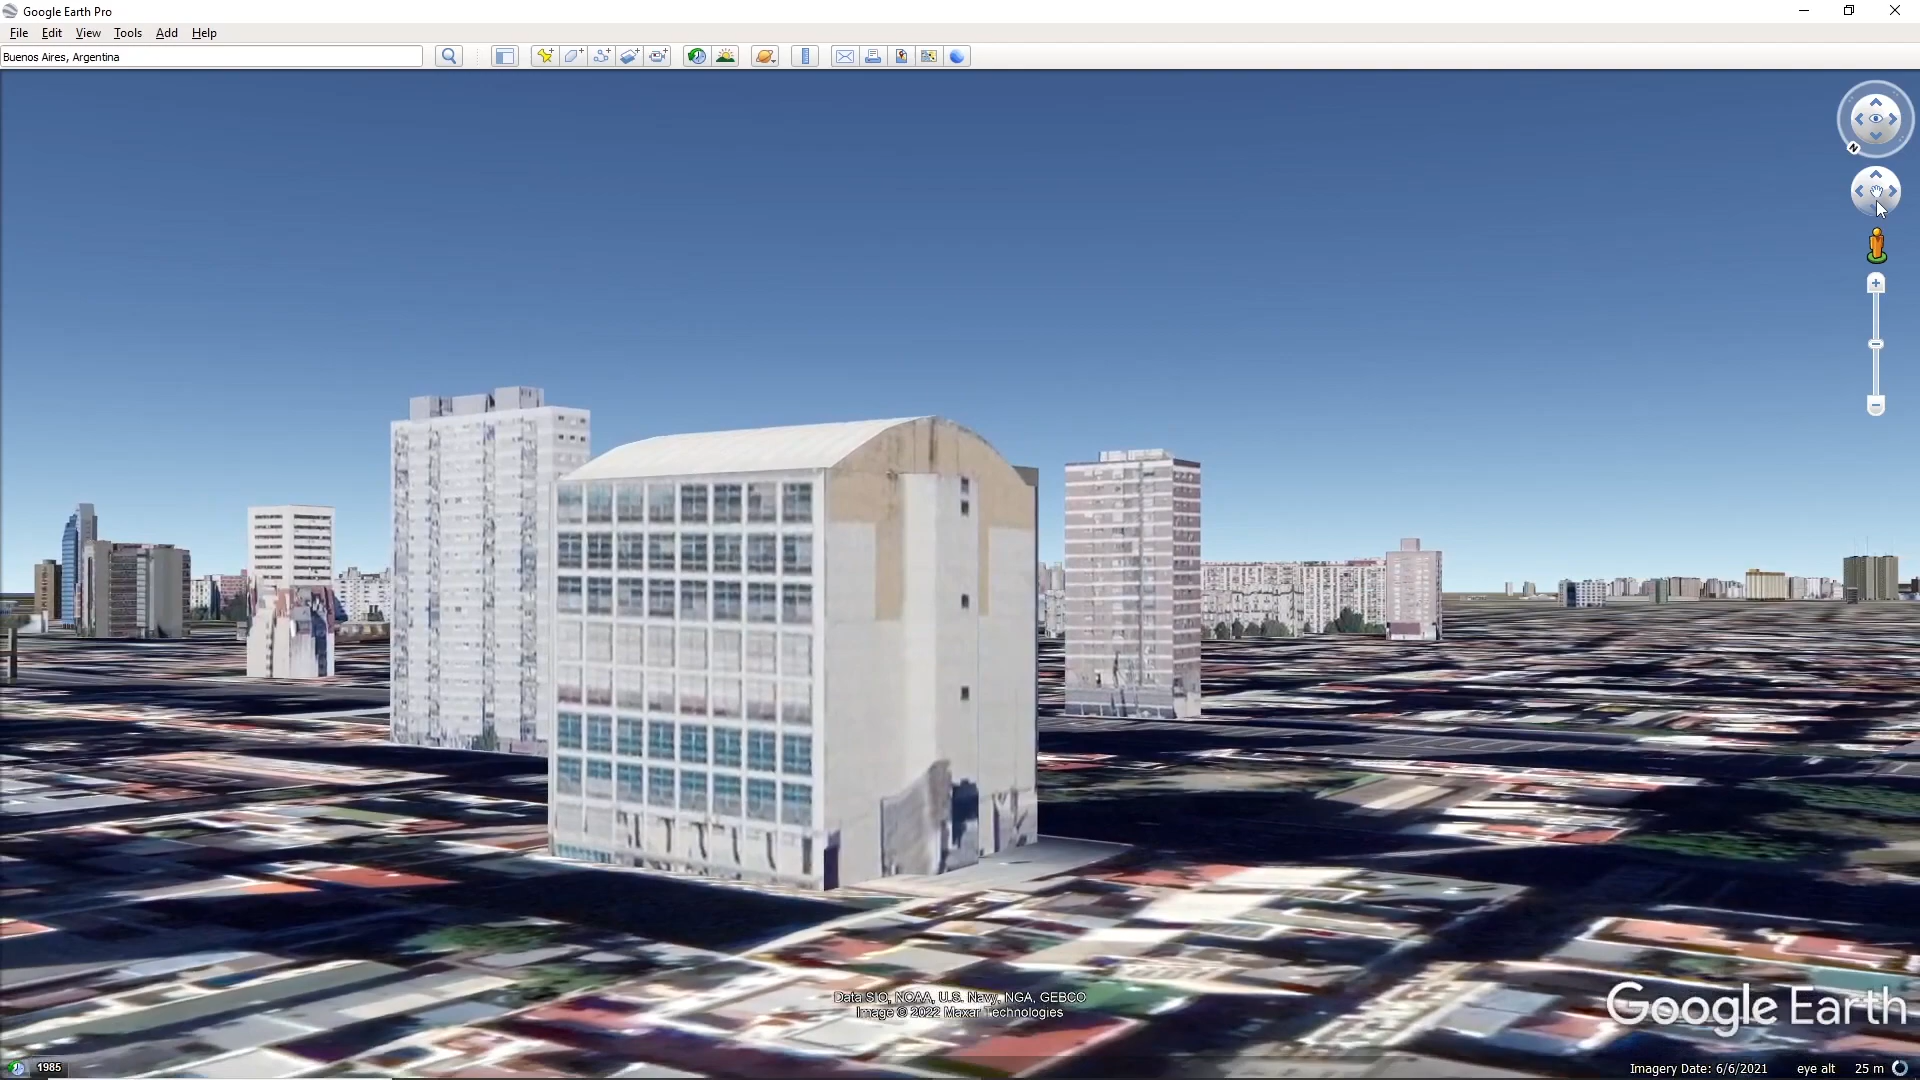 Google Earth Pro
File Edit View Tools Add Help
Buenos Aires, Argentina
N
Data SIO, NOAA, U.S. Navy, NGA, GEBCO
Image © 2022 Maxar Technologies
Google Earth
1985
Imagery Date: 6/6/2021 eye alt 25 m